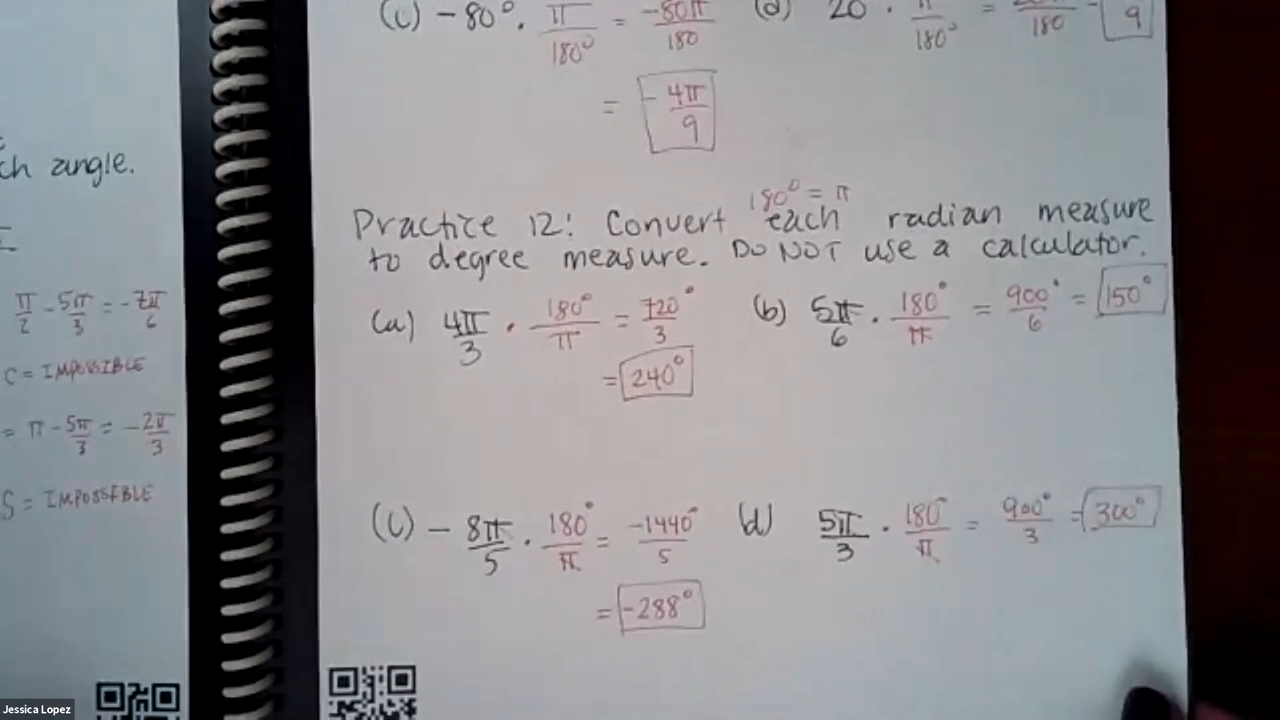 ch angle.
π/2 - 5π/3 = -7π/6
C = IMPOSSIBLE
= π - 5π/3 = -2π/3
S = IMPOSSIBLE
(c) -80° · π/180° = -80π/180
= -4π/9
(d) 20 · π/180° = /180 = 9
180° = π
Practice 12: Convert each radian measure
to degree measure. DO NOT use a calculator.
(a) 4π/3 · 180°/π = 720°/3
= 240°
(b) 5π/6 · 180°/π = 900°/6 = 150°
(c) - 8π/5 · 180°/π = -1440°/5
= -288°
(d) 5π/3 · 180°/π = 900°/3 = 300°
Jessica Lopez